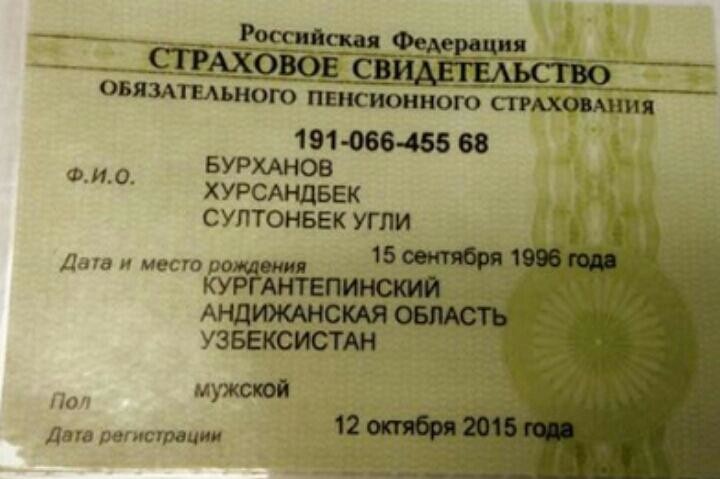 Российская Федерация
СТРАХОВОЕ СВИДЕТЕЛЬСТВО
ОБЯЗАТЕЛЬНОГО ПЕНСИОННОГО СТРАХОВАНИЯ
191-066-455 68
Ф.И.О. БУРХАНОВ
ХУРСАНДБЕК
СУЛТОНБЕК УГЛИ
Дата и место рождения 15 сентября 1996 года
КУРГАНТЕПИНСКИЙ
АНДИЖАНСКАЯ ОБЛАСТЬ
УЗБЕКСИСТАН
Пол мужской
Дата регистрации 12 октября 2015 года